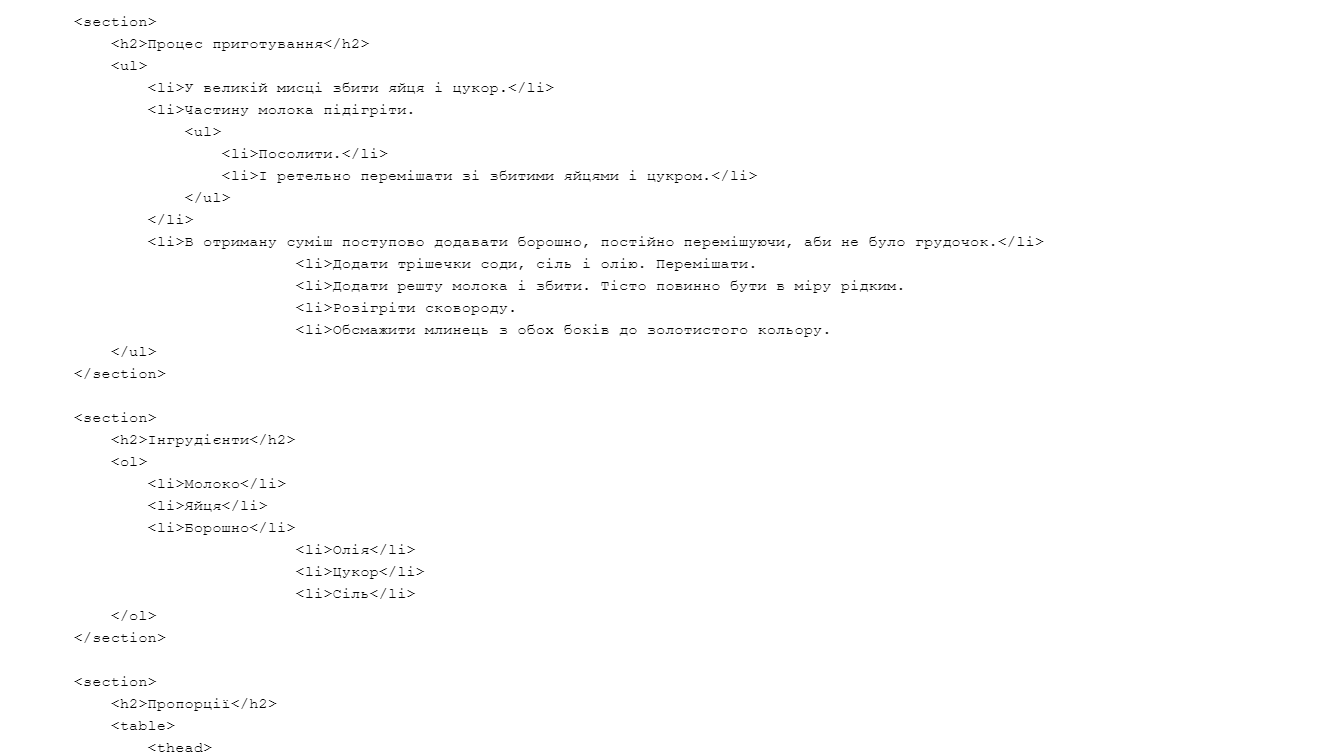 <section>
<h2>Процес приготування</h2>
<ul>
<li>У великій мисці збити яйця і цукор.</li>
<li>Частину молока підігріти.
<ul>
<li>Посолити.</li>
<li>І ретельно перемішати зі збитими яйцями і цукром.</li>
</ul>
</li>
<li>В отриману суміш поступово додавати борошно, постійно перемішуючи, аби не було грудочок.</li>
<li>Додати трішечки соди, сіль і олію. Перемішати.
<li>Додати решту молока і збити. Тісто повинно бути в міру рідким.
<li>Розігріти сковороду.
<li>Обсмажити млинець з обох боків до золотистого кольору.
</ul>
</section>
<section>
<h2>Інгрудієнти</h2>
<ol>
<li>Молоко</li>
<li>Яйця</li>
<li>Борошно</li>
<li>Олія</li>
<li>Цукор</li>
<li>Сіль</li>
</ol>
</section>
<section>
<h2>Пропорції</h2>
<table>
<thead>